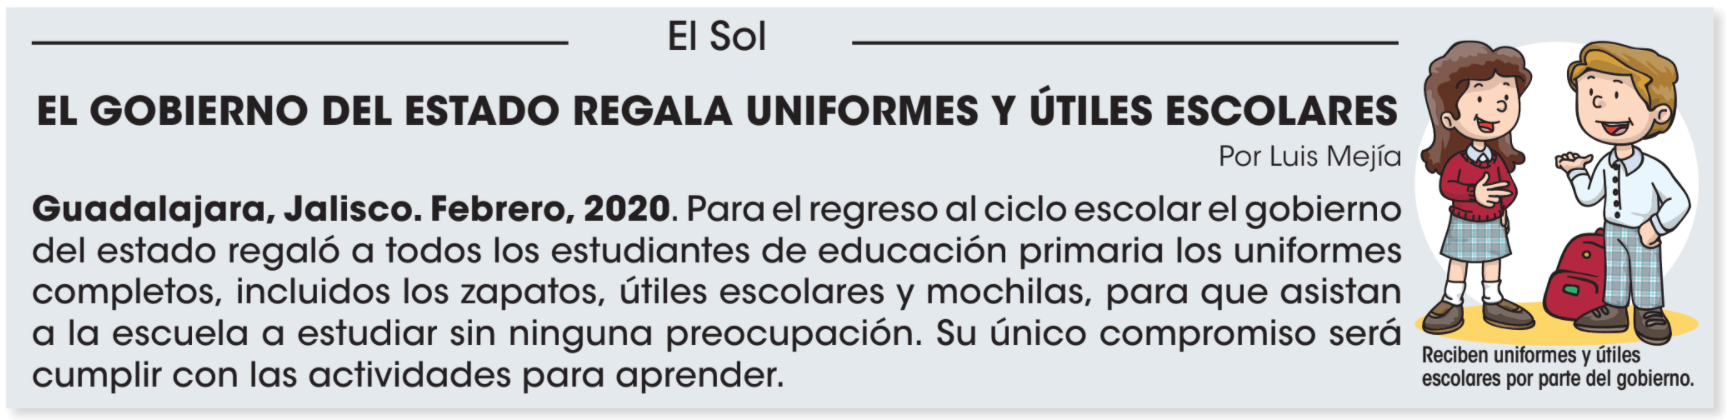 El Sol
EL GOBIERNO DEL ESTADO REGALA UNIFORMES Y ÚTILES ESCOLARES
Por Luis Mejía
Guadalajara, Jalisco. Febrero, 2020. Para el regreso al ciclo escolar el gobierno
del estado regaló a todos los estudiantes de educación primaria los uniformes
completos, incluidos los zapatos, útiles escolares y mochilas, para que asistan
a la escuela a estudiar sin ninguna preocupación. Su único compromiso será
cumplir con las actividades para aprender.
Reciben uniformes y útiles
escolares por parte del gobierno.